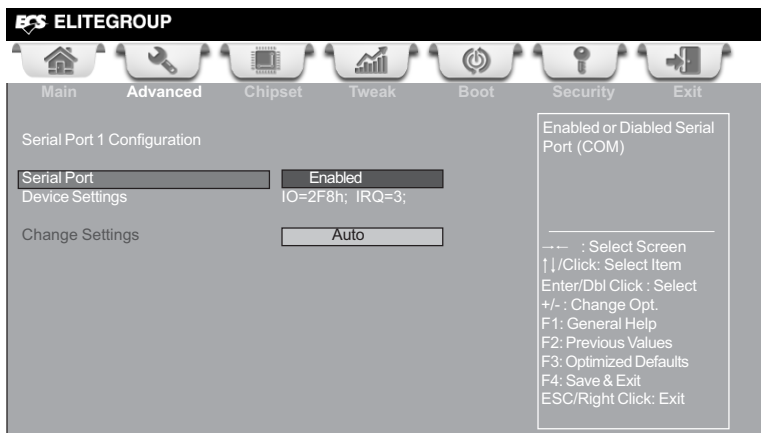 ECS ELITEGROUP
Main Advanced Chipset Tweak Boot Security Exit
Serial Port 1 Configuration
Serial Port Enabled
Device Settings IO=2F8h; IRQ=3;
Change Settings Auto
Enabled or Diabled Serial
Port (COM)
→← : Select Screen
↑↓/Click: Select Item
Enter/Dbl Click : Select
+/- : Change Opt.
F1: General Help
F2: Previous Values
F3: Optimized Defaults
F4: Save & Exit
ESC/Right Click: Exit